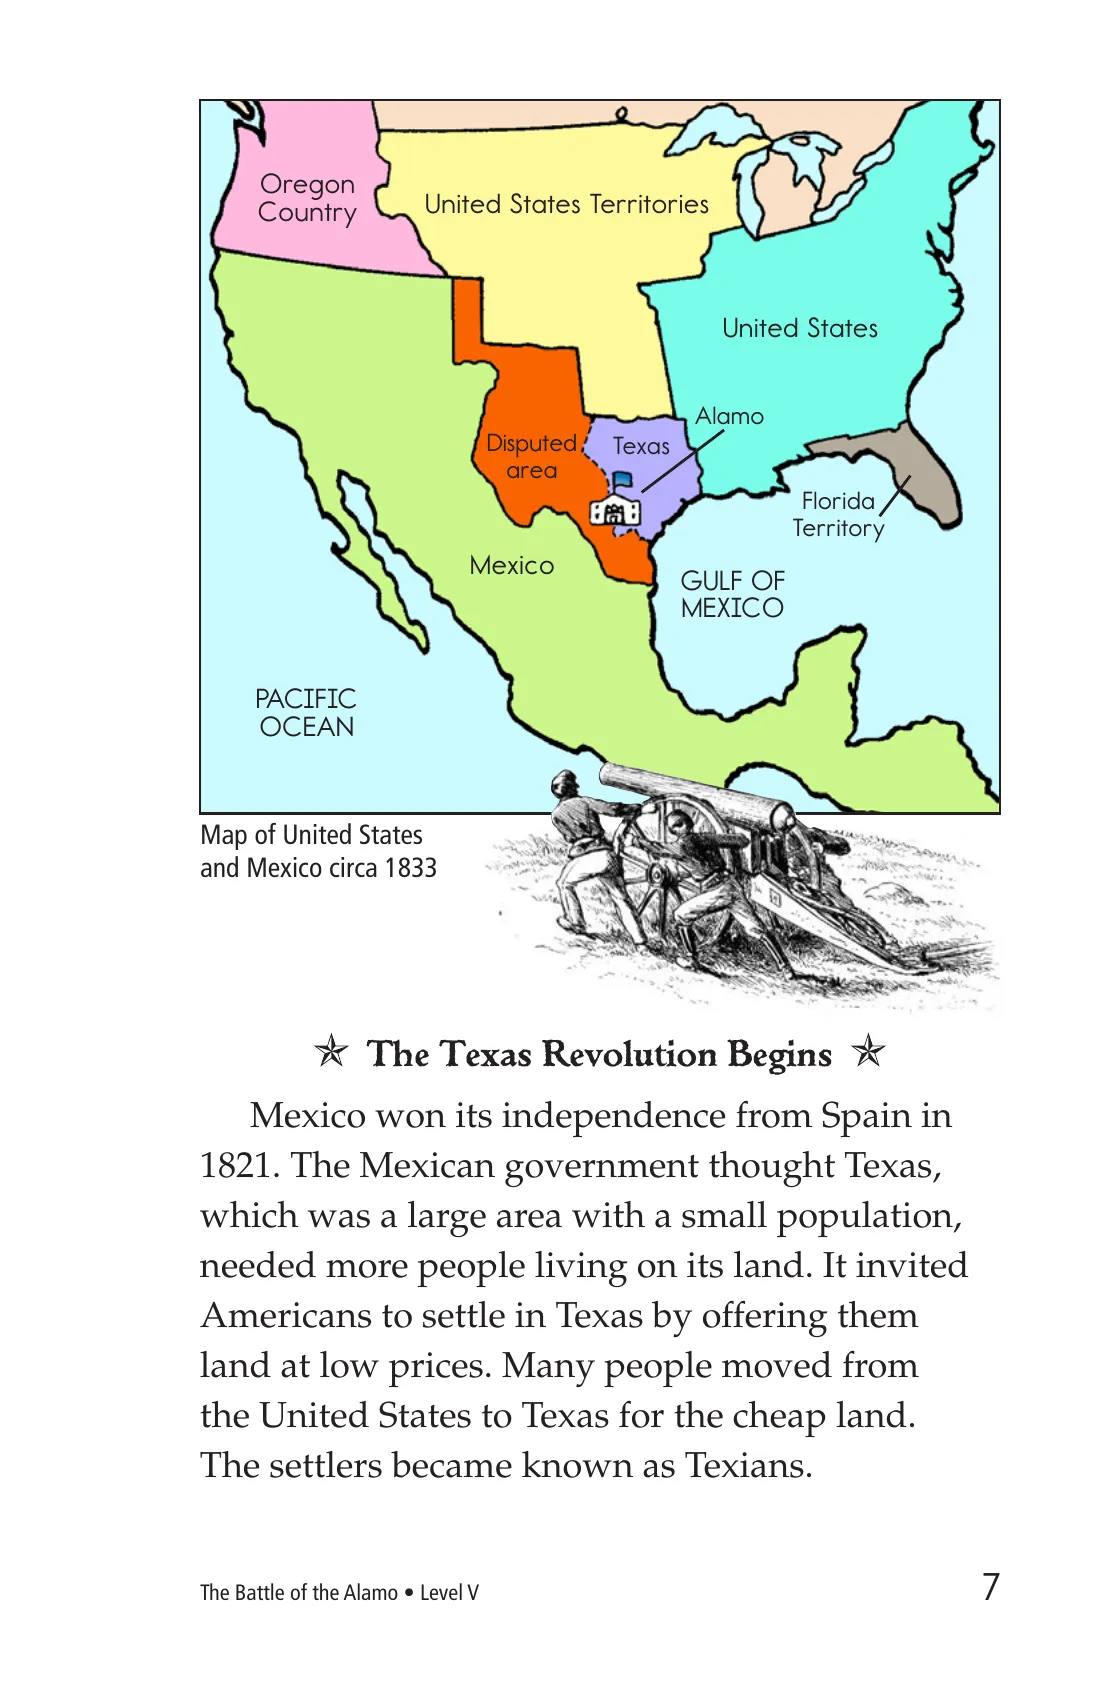 Oregon
Country
United States Territories
United States
Alamo
Disputed
area
Texas
Florida
Territory
Mexico
GULF OF
MEXICO
PACIFIC
OCEAN
Map of United States
and Mexico circa 1833
The Texas Revolution Begins
Mexico won its independence from Spain in
1821. The Mexican government thought Texas,
which was a large area with a small population,
needed more people living on its land. It invited
Americans to settle in Texas by offering them
land at low prices. Many people moved from
the United States to Texas for the cheap land.
The settlers became known as Texians.
The Battle of the Alamo • Level V
7